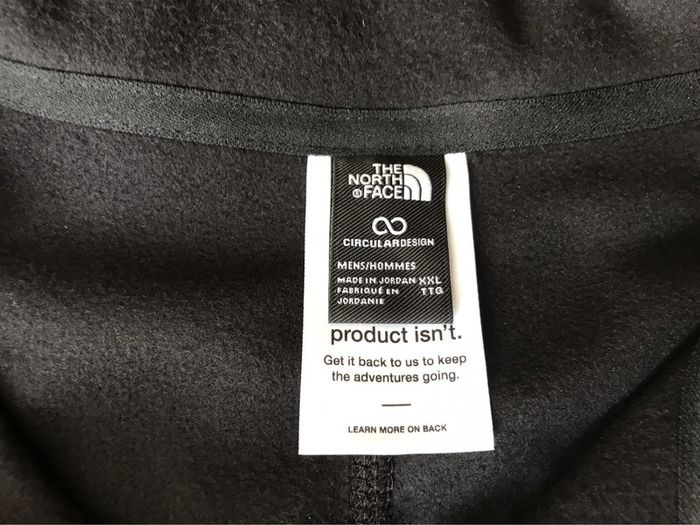 THE
NORTH
FACE
CIRCULARDESIGN
MENS/HOMMES
MADE IN JORDAN XXL
FABRIQUÉ EN TTG
JORDANIE
product isn't.
Get it back to us to keep
the adventures going.
LEARN MORE ON BACK